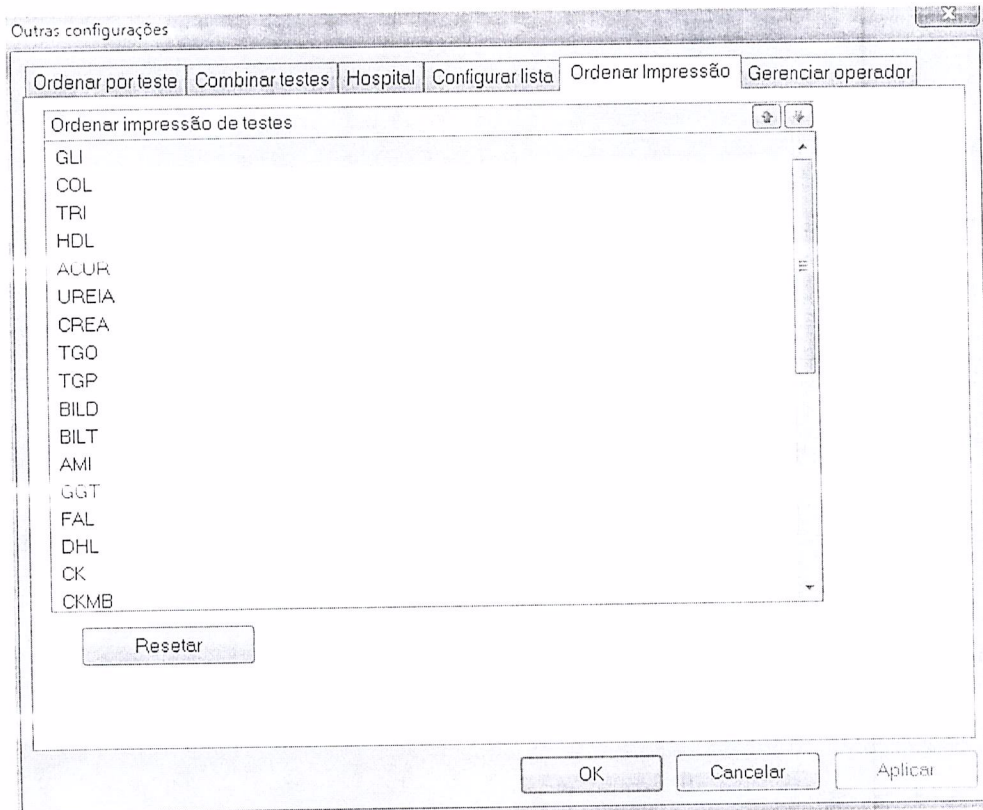 Outras configurações
Ordenar por teste Combinar testes Hospital Configurar lista Ordenar Impressão Gerenciar operador
Ordenar impressão de testes
GLI
COL
TRI
HDL
ACUR
UREIA
CREA
TGO
TGP
BILD
BILT
AMI
GGT
FAL
DHL
CK
CKMB
Resetar
OK Cancelar Aplicar